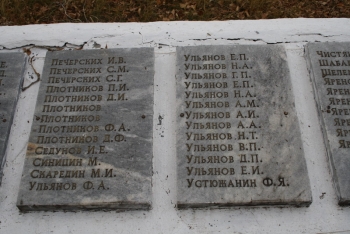 Печерских И.В.
Печерских С.М.
Печерских С.Г.
Плотников П.И.
Плотников Д.И.
Плотников
Плотников
Плотников Ф.А.
Плотников Д.Ф.
Седунов И.Е.
Синицин М.
Скаредин М.И.
Ульянов Ф.А.
Ульянов Е.П.
Ульянов Н.А.
Ульянов Г.П.
Ульянов Е.П.
Ульянов Н.А.
Ульянов А.М.
Ульянов А.И.
Ульянов А.А.
Ульянов Н.Т.
Ульянов В.П.
Ульянов Д.П.
Ульянов Е.И.
Устюжанин Ф.Я.